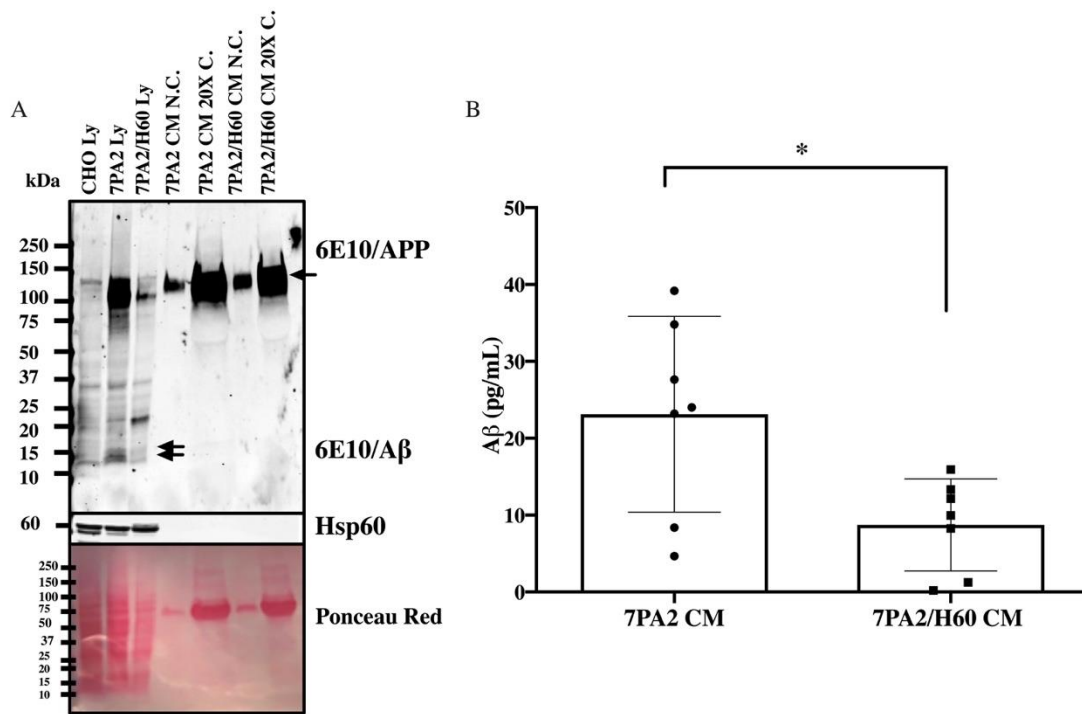 A
CHO Ly
7PA2 Ly
7PA2/H60 Ly
7PA2 CM N.C.
7PA2 CM 20X C.
7PA2/H60 CM N.C.
7PA2/H60 CM 20X C.
kDa
250
150
100
75
50
37
25
20
15
10
6E10/APP
6E10/Aβ
60
Hsp60
250
150
100
75
50
37
25
20
15
10
Ponceau Red
B
*
Aβ (pg/mL)
50
40
30
20
10
0
7PA2 CM
7PA2/H60 CM